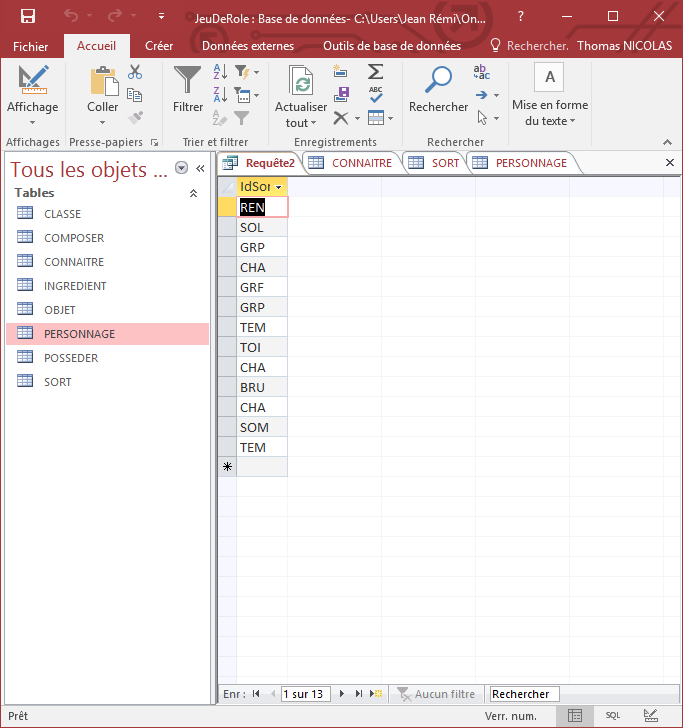 JeuDeRole : Base de données- C:\Users\Jean Rémi\On...
?
Fichier
Accueil
Créer
Données externes
Outils de base de données
Rechercher.
Thomas NICOLAS
Affichage
Coller
Filtrer
Actualiser
tout
Rechercher
Mise en forme
du texte
Affichages
Presse-papiers
Trier et filtrer
Enregistrements
Rechercher
Tous les objets ...
Requête2
CONNAITRE
SORT
PERSONNAGE
Tables
CLASSE
COMPOSER
CONNAITRE
INGREDIENT
OBJET
PERSONNAGE
POSSEDER
SORT
IdSor
REN
SOL
GRP
CHA
GRF
GRP
TEM
TOI
CHA
BRU
CHA
SOM
TEM
Enr :
1 sur 13
Aucun filtre
Rechercher
Prêt
Verr. num.
SQL